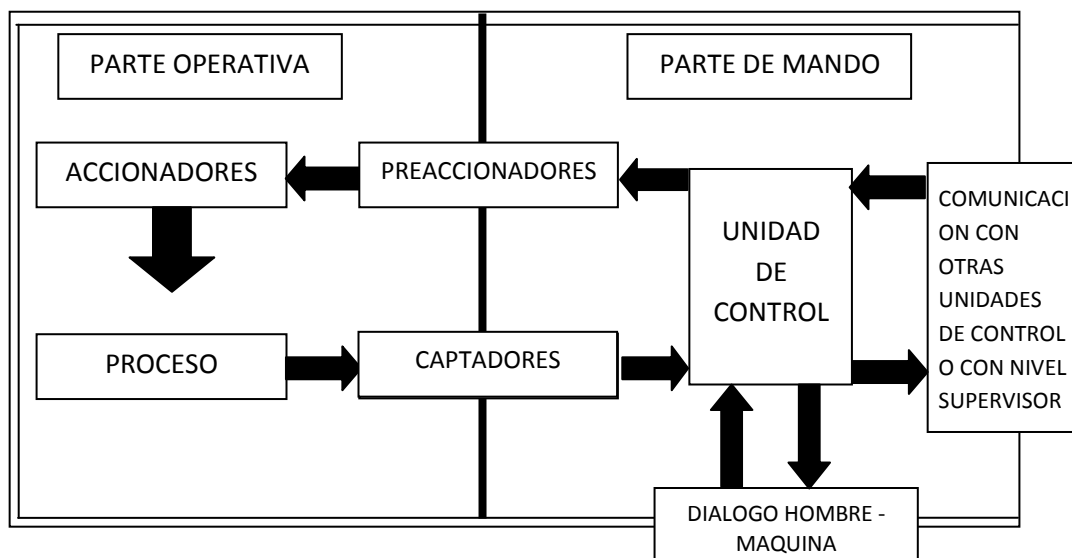 PARTE OPERATIVA
PARTE DE MANDO
ACCIONADORES
PREACCIONADORES
UNIDAD
DE
CONTROL
COMUNICACI
ON CON
OTRAS
UNIDADES
DE CONTROL
O CON NIVEL
SUPERVISOR
PROCESO
CAPTADORES
DIALOGO HOMBRE -
MAQUINA